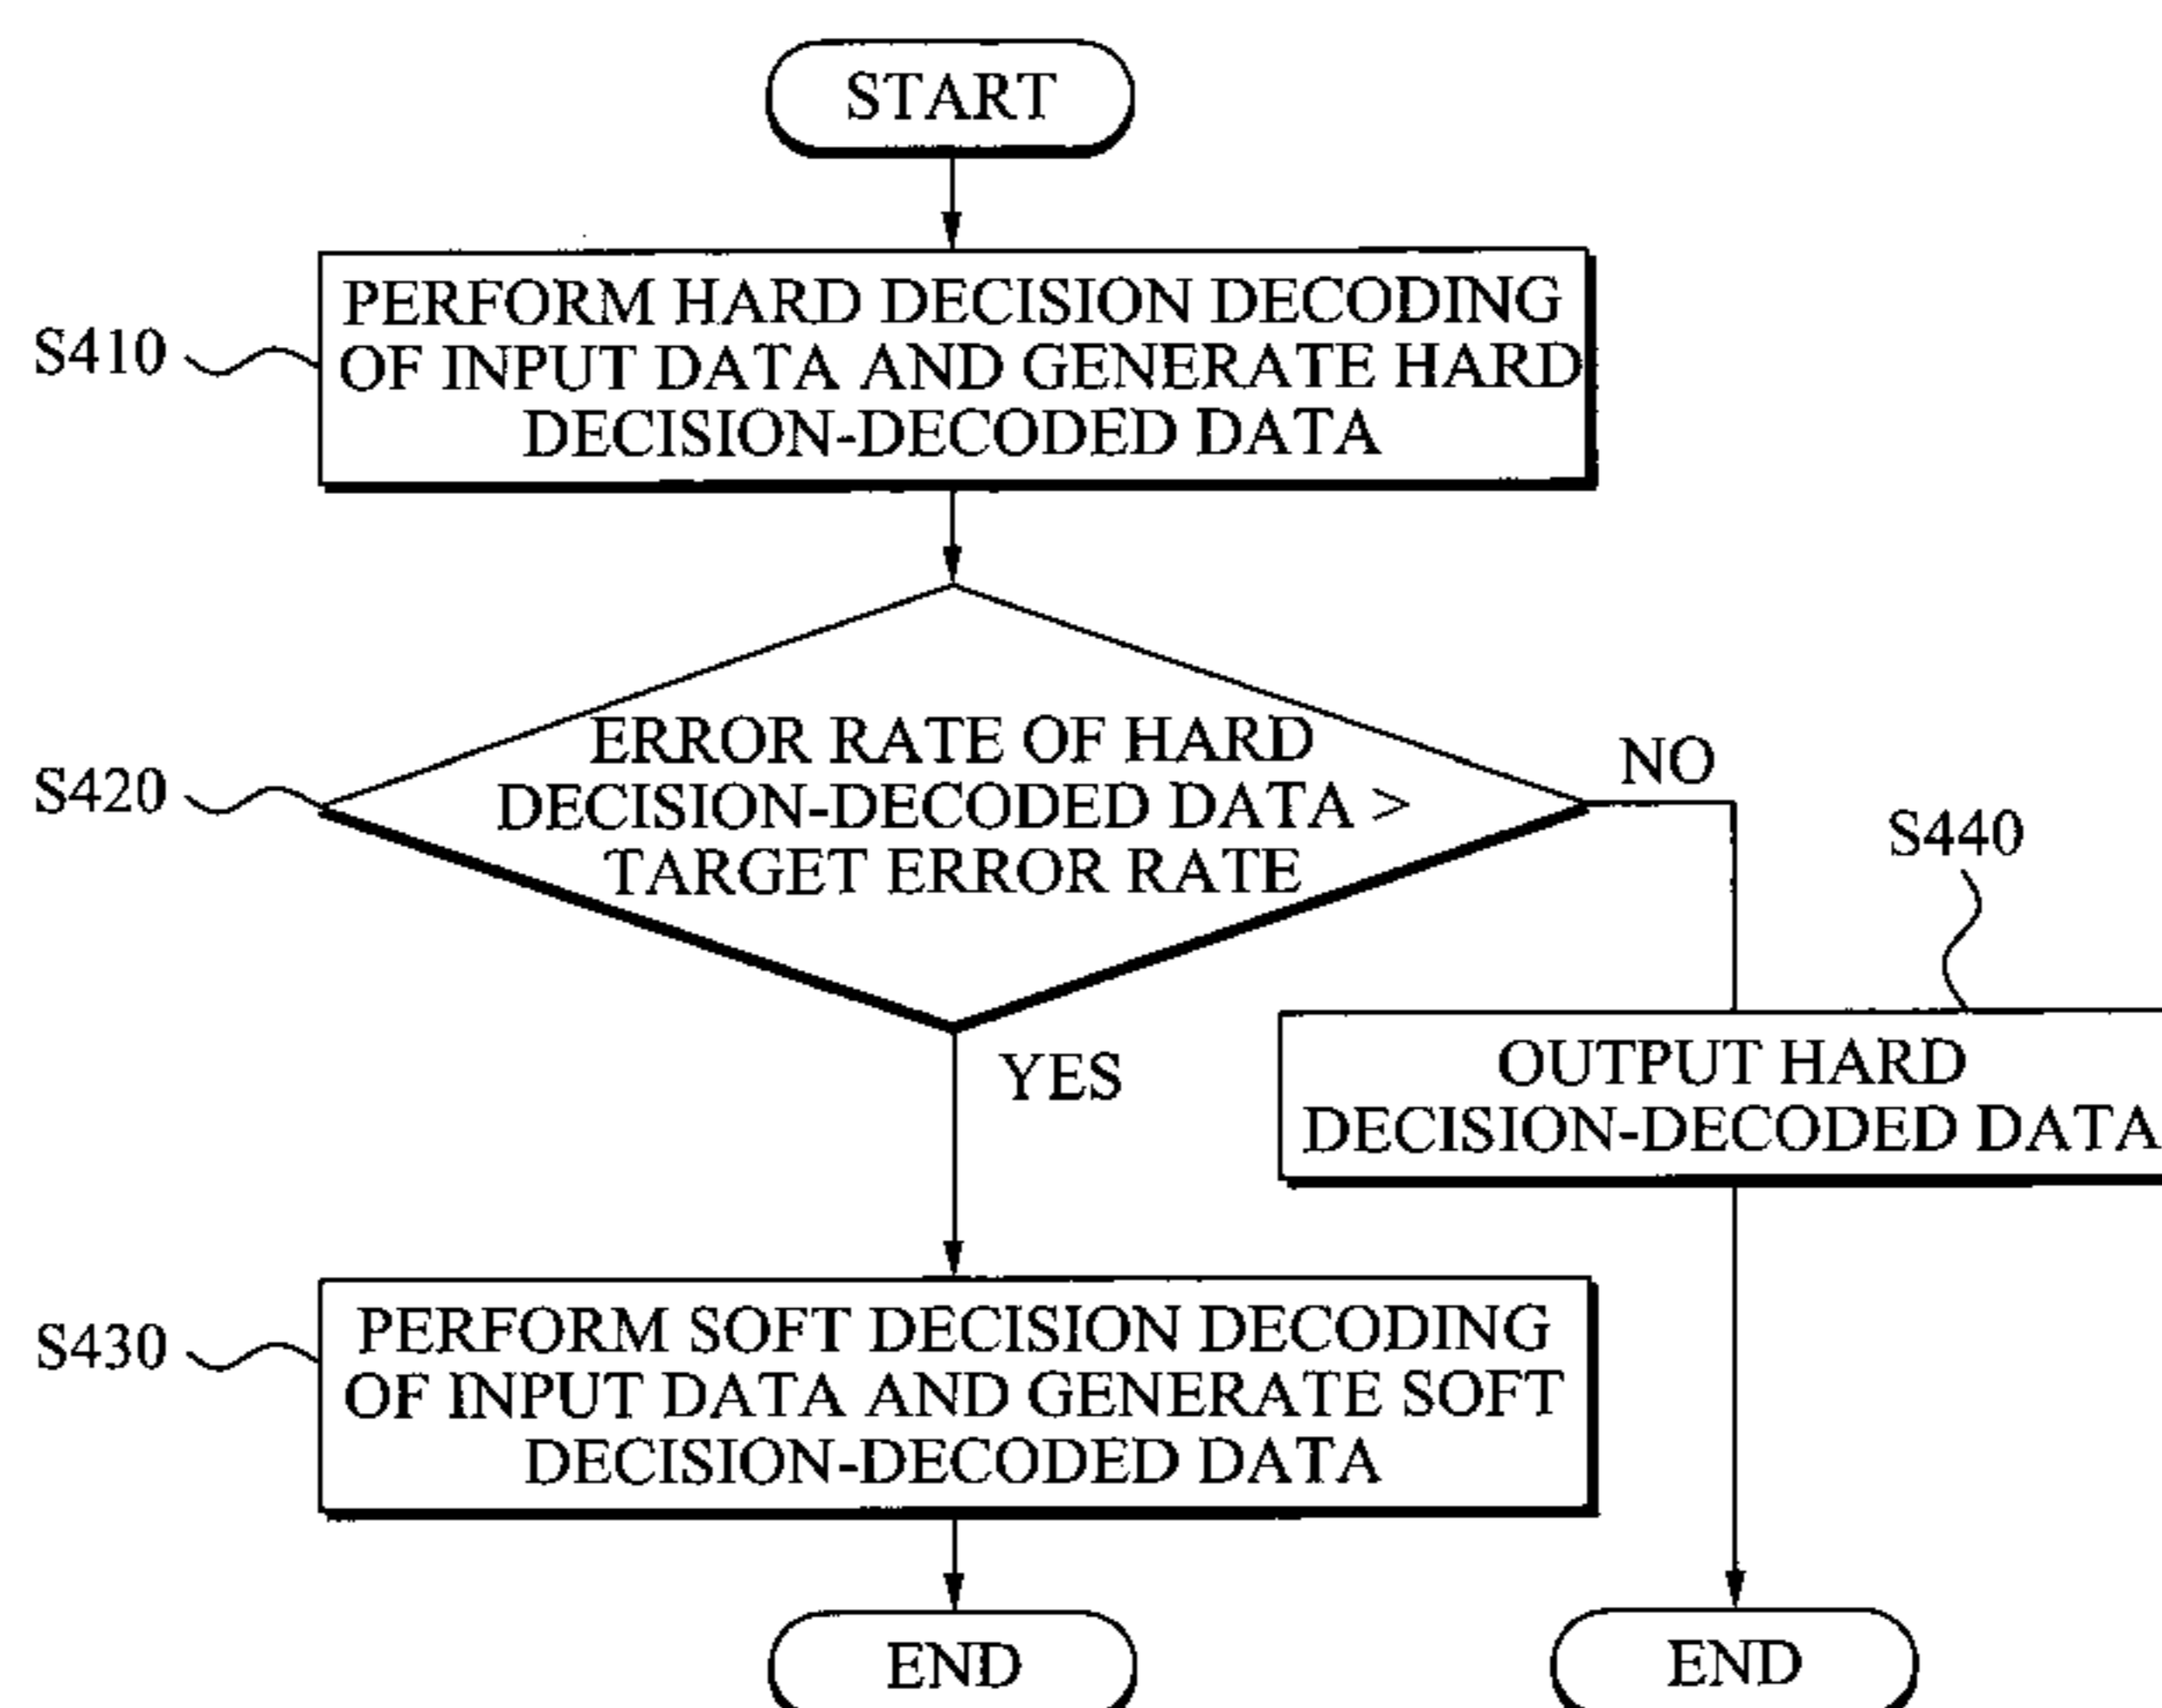 START
S410
PERFORM HARD DECISION DECODING
OF INPUT DATA AND GENERATE HARD
DECISION-DECODED DATA
S420
ERROR RATE OF HARD
DECISION-DECODED DATA >
TARGET ERROR RATE
NO
S440
OUTPUT HARD
DECISION-DECODED DATA
YES
S430
PERFORM SOFT DECISION DECODING
OF INPUT DATA AND GENERATE SOFT
DECISION-DECODED DATA
END
END